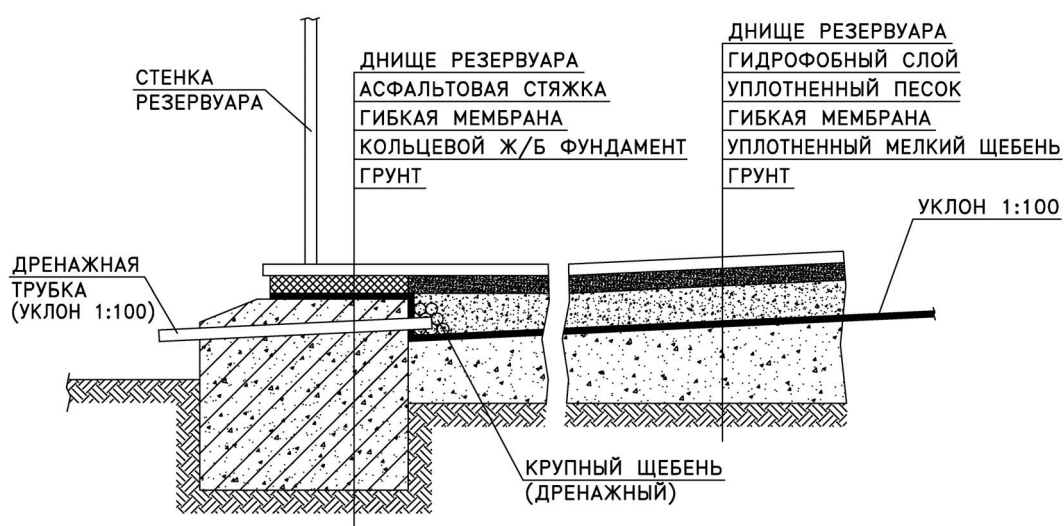 СТЕНКА
РЕЗЕРВУАРА
ДНИЩЕ РЕЗЕРВУАРА
АСФАЛЬТОВАЯ СТЯЖКА
ГИБКАЯ МЕМБРАНА
КОЛЬЦЕВОЙ Ж/Б ФУНДАМЕНТ
ГРУНТ
ДНИЩЕ РЕЗЕРВУАРА
ГИДРОФОБНЫЙ СЛОЙ
УПЛОТНЕННЫЙ ПЕСОК
ГИБКАЯ МЕМБРАНА
УПЛОТНЕННЫЙ МЕЛКИЙ ЩЕБЕНЬ
ГРУНТ
УКЛОН 1:100
ДРЕНАЖНАЯ
ТРУБКА
(УКЛОН 1:100)
КРУПНЫЙ ЩЕБЕНЬ
(ДРЕНАЖНЫЙ)